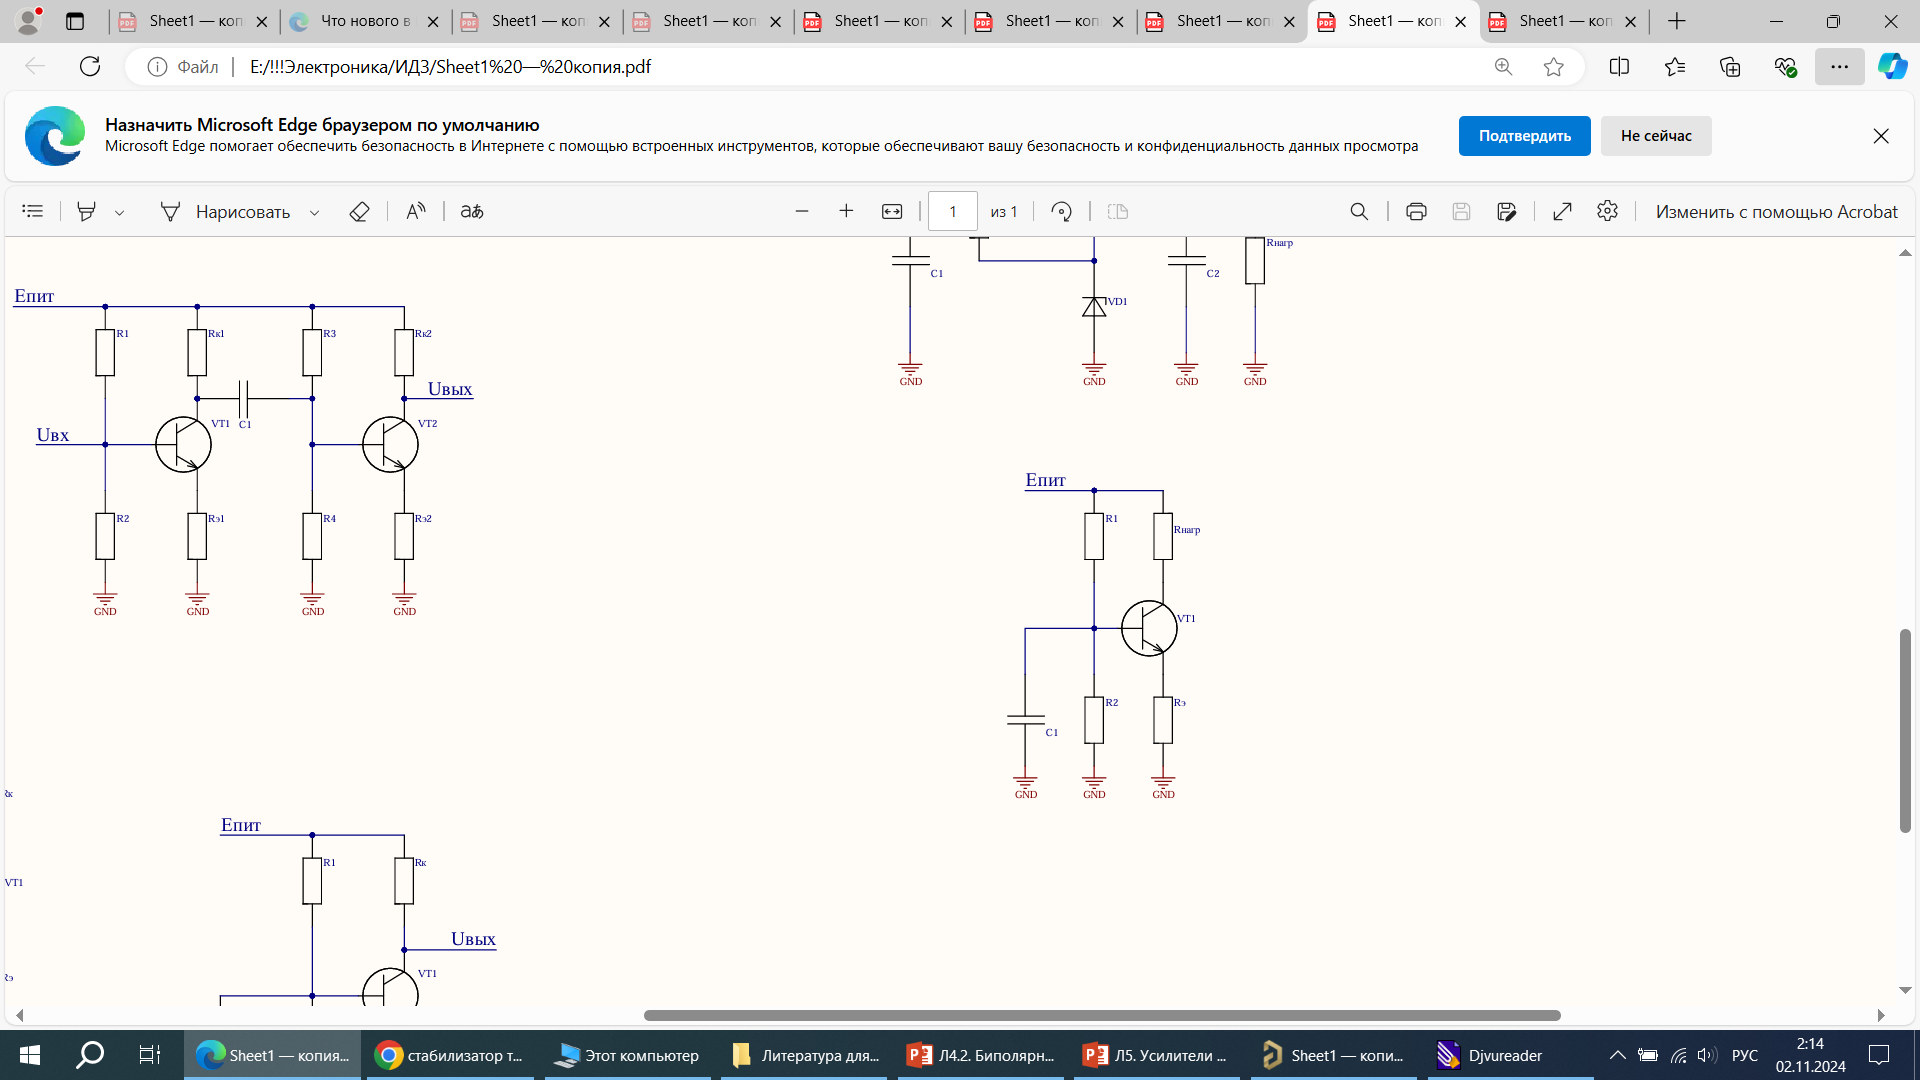 Sheet1 — коп
Что нового в
Sheet1 — коп
Sheet1 — коп
Sheet1 — коп
Sheet1 — коп
Sheet1 — коп
Sheet1 — коп
Sheet1 — коп
Файл
E:/!!!Электроника/ИДЗ/Sheet1%20—%20копия.pdf
Назначить Microsoft Edge браузером по умолчанию
Microsoft Edge помогает обеспечить безопасность в Интернете с помощью встроенных инструментов, которые обеспечивают вашу безопасность и конфиденциальность данных просмотра
Подтвердить
Не сейчас
Нарисовать
1
из 1
Изменить с помощью Acrobat
Rнагр
C1
C2
VD1
GND
GND
GND
GND
Eпит
R1
Rк1
R3
Rк2
Uвых
VT1
C1
VT2
Uвх
R2
Rэ1
R4
Rэ2
GND
GND
GND
GND
Eпит
R1
Rнагр
VT1
R2
Rэ
C1
GND
GND
GND
Rк
VT1
Rэ
Eпит
R1
Rк
Uвых
VT1
Sheet1 — копия...
стабилизатор т...
Этот компьютер
Литература для...
Л4.2. Биполярн...
Л5. Усилители ...
Sheet1 — копи...
Djvureader
РУС
2:14
02.11.2024